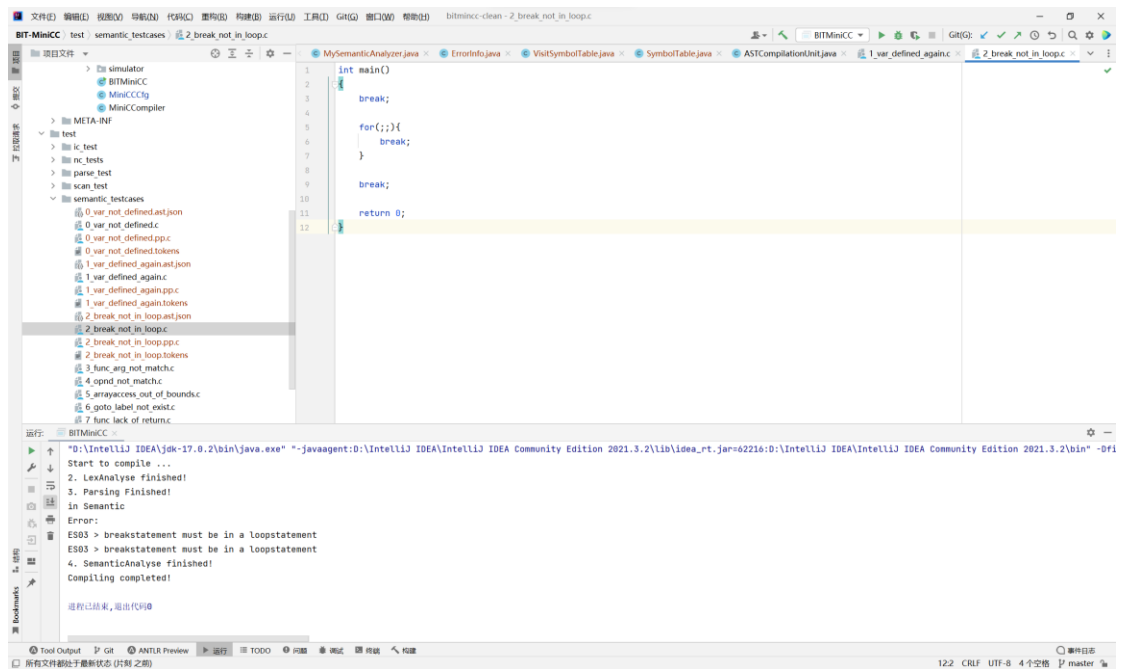 文件(F) 编辑(E) 视图(V) 导航(N) 代码(C) 重构(R) 构建(B) 运行(U) 工具(T) Git(G) 窗口(W) 帮助(H) bitmincc-clean - 2_break_not_in_loop.c
BIT-MiniCC test semantic_testcases 2_break_not_in_loop.c BITMiniCC Git(G):
项目文件 MySemanticAnalyzer.java ErrorInfo.java VisitSymbolTable.java SymbolTable.java ASTCompilationUnit.java 1_var_defined_again.c 2_break_not_in_loop.c
项目
提交
拉取请求
simulator
BITMiniCC
MiniCCCfg
MiniCCompiler
META-INF
test
ic_test
nc_tests
parse_test
scan_test
semantic_testcases
0_var_not_defined.ast.json
0_var_not_defined.c
0_var_not_defined.pp.c
0_var_not_defined.tokens
1_var_defined_again.ast.json
1_var_defined_again.c
1_var_defined_again.pp.c
1_var_defined_again.tokens
2_break_not_in_loop.ast.json
2_break_not_in_loop.c
2_break_not_in_loop.pp.c
2_break_not_in_loop.tokens
3_func_arg_not_match.c
4_opnd_not_match.c
5_arrayaccess_out_of_bounds.c
6_goto_label_not_exist.c
7_func_lack_of_return.c
1 int main()
2 {
3 break;
4
5 for(;;){
6 break;
7 }
8
9 break;
10
11 return 0;
12 }
运行: BITMiniCC
"D:\IntelliJ IDEA\jdk-17.0.2\bin\java.exe" "-javaagent:D:\IntelliJ IDEA\IntelliJ IDEA Community Edition 2021.3.2\lib\idea_rt.jar=62216:D:\IntelliJ IDEA\IntelliJ IDEA Community Edition 2021.3.2\bin" -Dfi
Start to compile ...
2. LexAnalyse finished!
3. Parsing Finished!
in Semantic
Error:
ES03 > breakstatement must be in a loopstatement
ES03 > breakstatement must be in a loopstatement
4. SemanticAnalyse finished!
Compiling completed!
进程已结束,退出代码0
结构
Bookmarks
Tool Output Git ANTLR Preview 运行 TODO 问题 调试 终端 构建 事件日志
所有文件都处于最新状态 (片刻 之前) 12:2 CRLF UTF-8 4 个空格 master